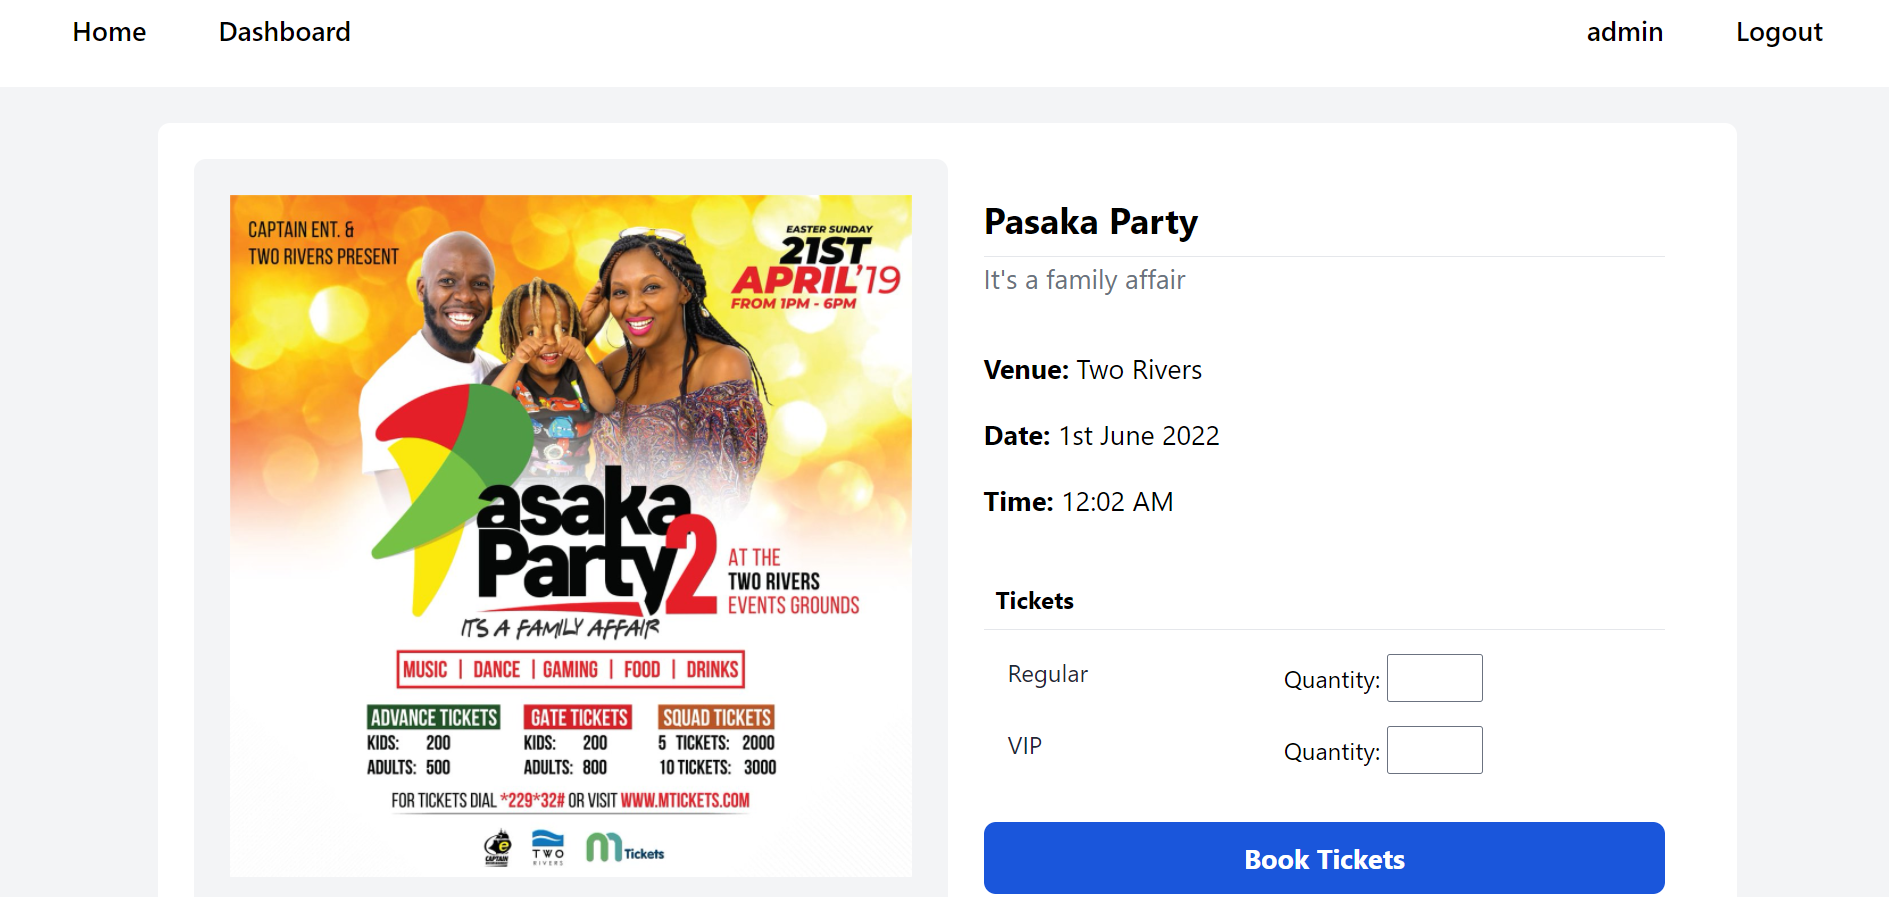 Home
Dashboard
admin
Logout
CAPTAIN ENT. &
TWO RIVERS PRESENT
EASTER SUNDAY
21ST
APRIL'19
FROM 1PM - 6PM
asaka
Party2
AT THE
TWO RIVERS
EVENTS GROUNDS
ITS A FAMILY AFFAIR
MUSIC | DANCE | GAMING | FOOD | DRINKS
ADVANCE TICKETS
KIDS: 200
ADULTS: 500
GATE TICKETS
KIDS: 200
ADULTS: 800
SQUAD TICKETS
5 TICKETS: 2000
10 TICKETS: 3000
FOR TICKETS DIAL *229*32# OR VISIT WWW.MTICKETS.COM
CAPTAIN
TWO
RIVERS
m Tickets
Pasaka Party
It's a family affair
Venue: Two Rivers
Date: 1st June 2022
Time: 12:02 AM
Tickets
Regular Quantity:
VIP Quantity:
Book Tickets